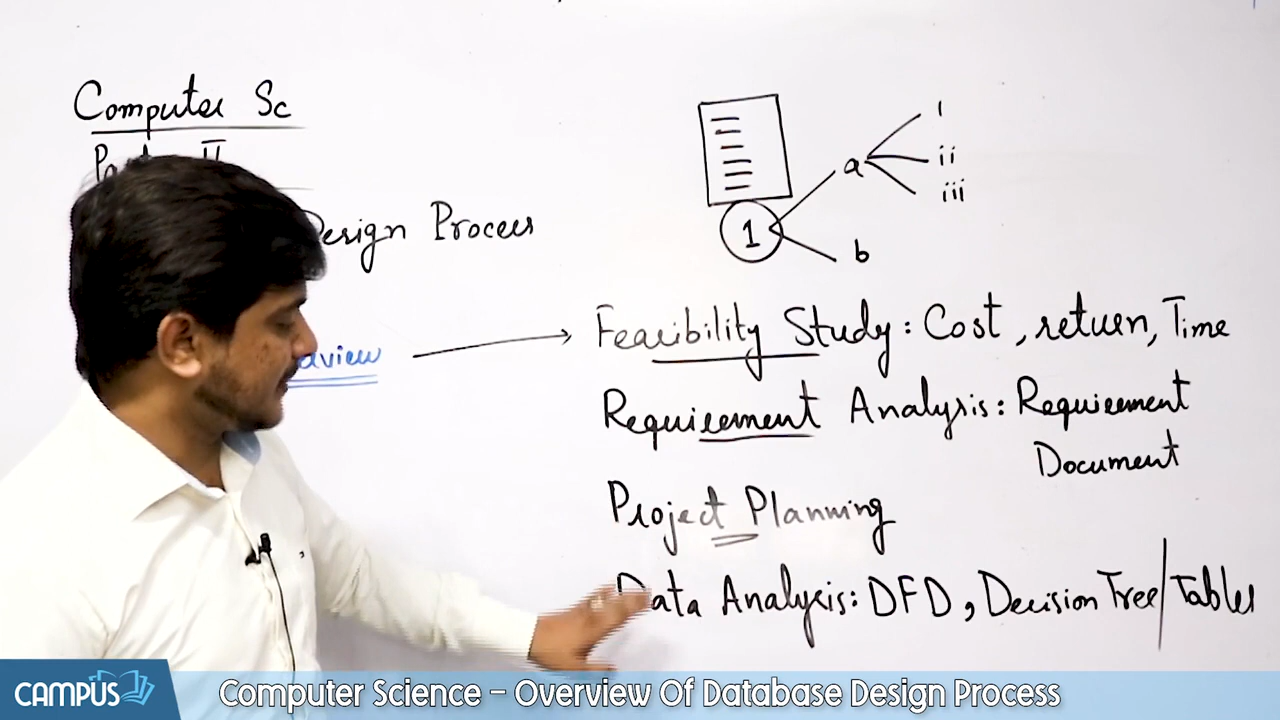 Computer Sc
II
Design Process
1
a
i
ii
iii
b
Feasibility Study: Cost, return, Time
Requirement Analysis: Requirement
Document
Project Planning
Data Analysis: DFD, Decision Tree/Tables
CAMPUS
Computer Science – Overview Of Database Design Process